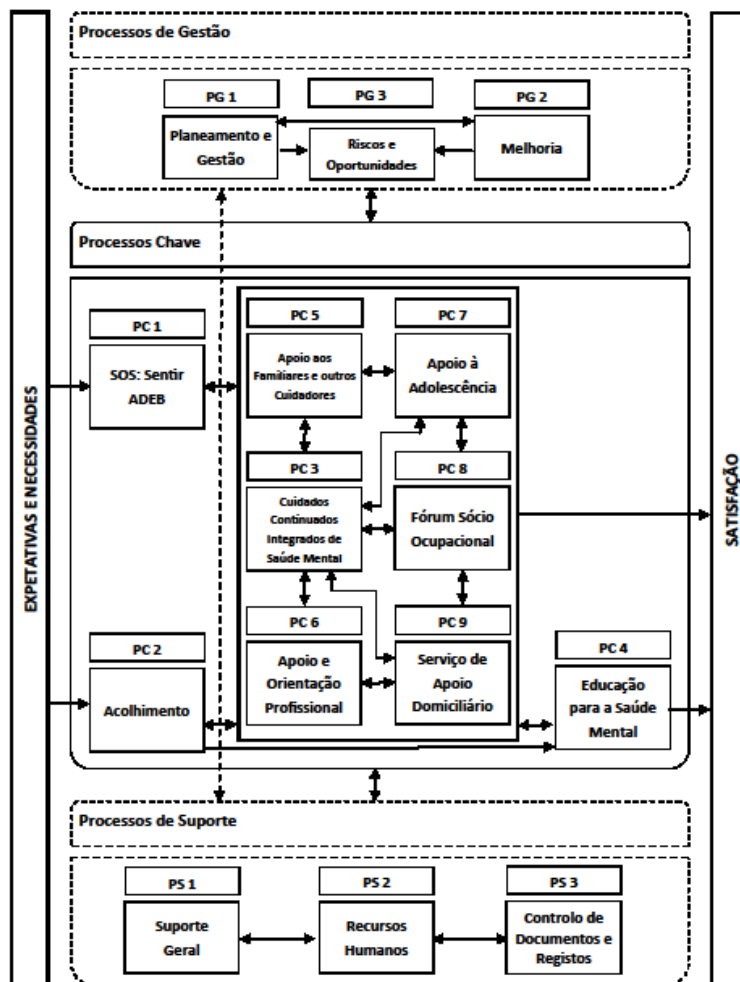 EXPETATIVAS E NECESSIDADES
Processos de Gestão
PG 1
PG 3
PG 2
Planeamento e
Gestão
Riscos e
Oportunidades
Melhoria
Processos Chave
PC 1
SOS: Sentir
ADEB
PC 5
PC 7
Apoio aos
Familiares e outros
Cuidadores
Apoio à
Adolescência
PC 3
PC 8
Cuidados
Continuados
Integrados de
Saúde Mental
Fórum Sócio
Ocupacional
PC 2
Acolhimento
PC 6
PC 9
Apoio e
Orientação
Profissional
Serviço de
Apoio
Domiciliário
PC 4
Educação
para a Saúde
Mental
Processos de Suporte
PS 1
PS 2
PS 3
Suporte
Geral
Recursos
Humanos
Controlo de
Documentos e
Registos
SATISFAÇÃO